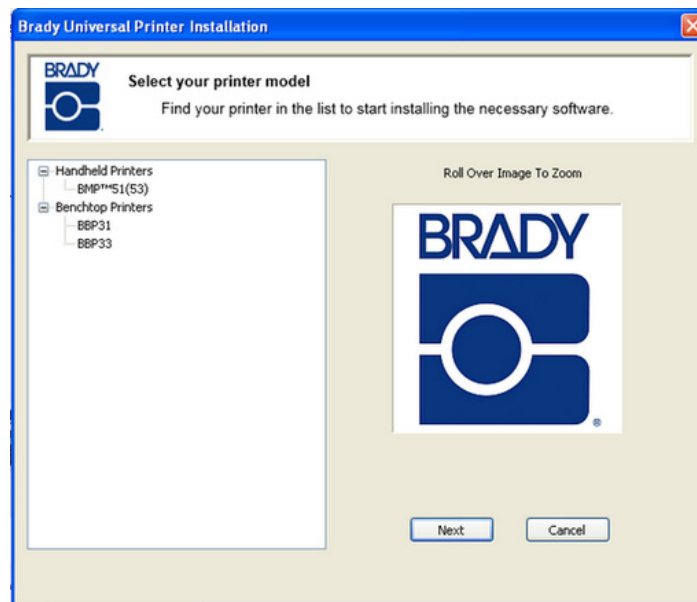 Brady Universal Printer Installation
BRADY
Select your printer model
Find your printer in the list to start installing the necessary software.
Handheld Printers
BMP™51(53)
Benchtop Printers
BBP31
BBP33
Roll Over Image To Zoom
BRADY
®
Next
Cancel